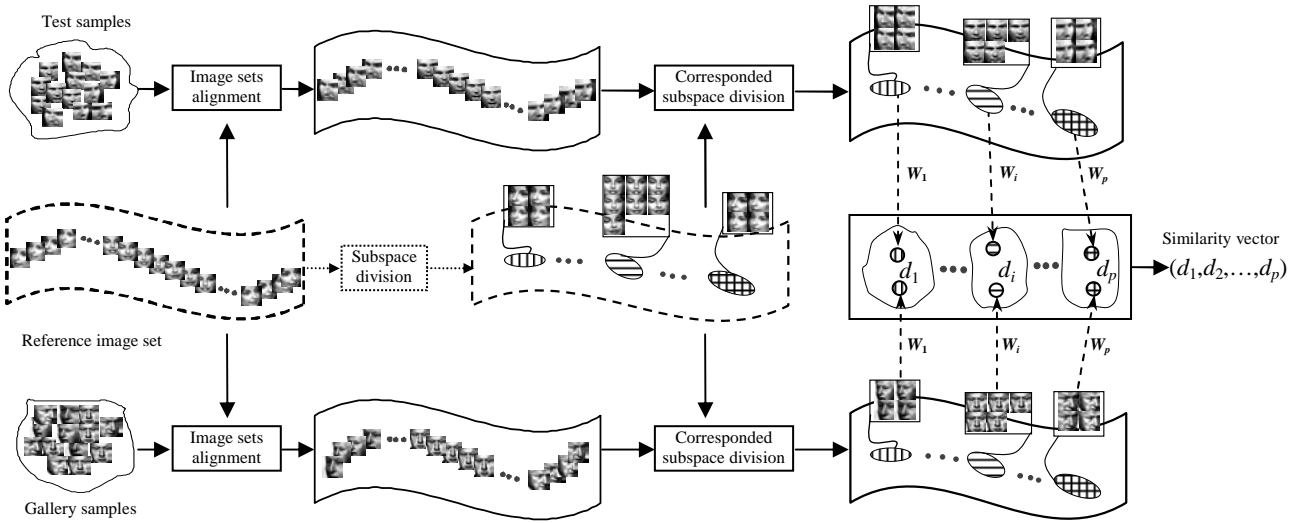 Test samples
Image sets
alignment
Corresponded
subspace division
W1
Wi
Wp
Subspace
division
d1
di
dp
Similarity vector
(d1,d2,…,dp)
Reference image set
W1
Wi
Wp
Image sets
alignment
Corresponded
subspace division
Gallery samples